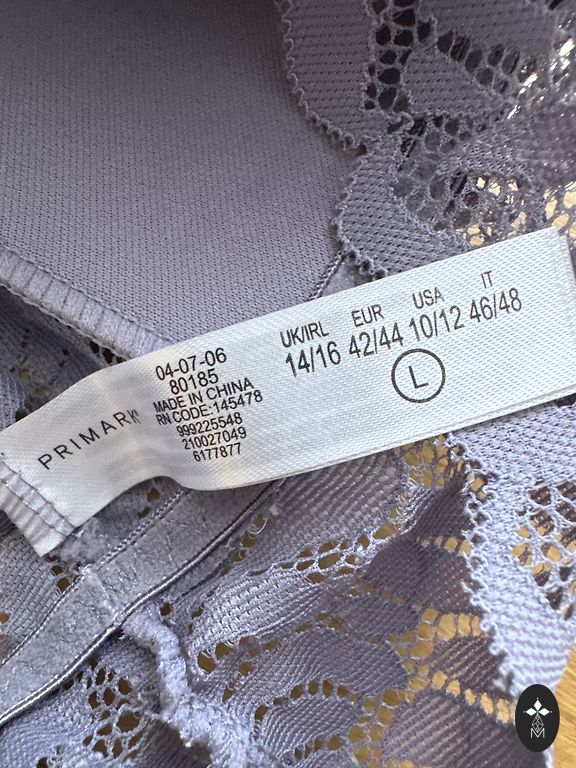 PRIMARK
04-07-06
80185
MADE IN CHINA
RN CODE:145478
999225548
210027049
6177877
UK/IRL EUR USA IT
14/16 42/44 10/12 46/48
L
M